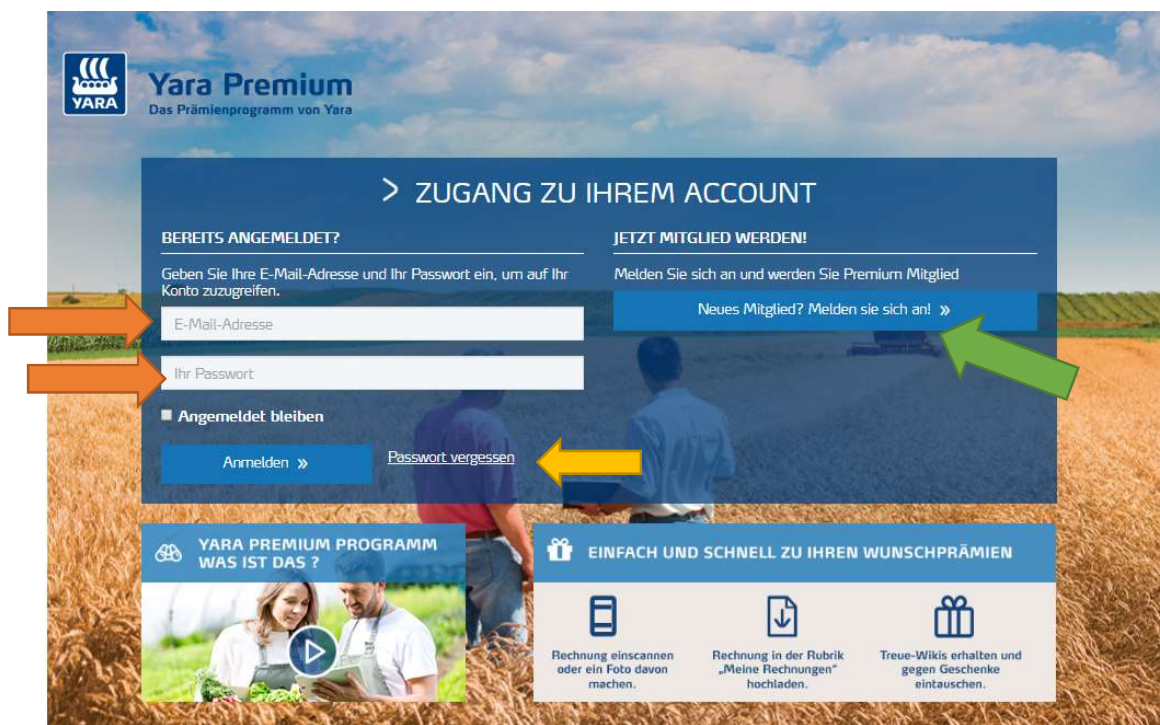 YARA
Yara Premium
Das Prämienprogramm von Yara
> ZUGANG ZU IHREM ACCOUNT
BEREITS ANGEMELDET?
Geben Sie Ihre E-Mail-Adresse und Ihr Passwort ein, um auf Ihr
Konto zuzugreifen.
E-Mail-Adresse
Ihr Passwort
Angemeldet bleiben
Anmelden »
Passwort vergessen
JETZT MITGLIED WERDEN!
Melden Sie sich an und werden Sie Premium Mitglied
Neues Mitglied? Melden sie sich an! »
YARA PREMIUM PROGRAMM
WAS IST DAS ?
EINFACH UND SCHNELL ZU IHREN WUNSCHPRÄMIEN
Rechnung einscannen
oder ein Foto davon
machen.
Rechnung in der Rubrik
„Meine Rechnungen"
hochladen.
Treue-Wikis erhalten und
gegen Geschenke
eintauschen.